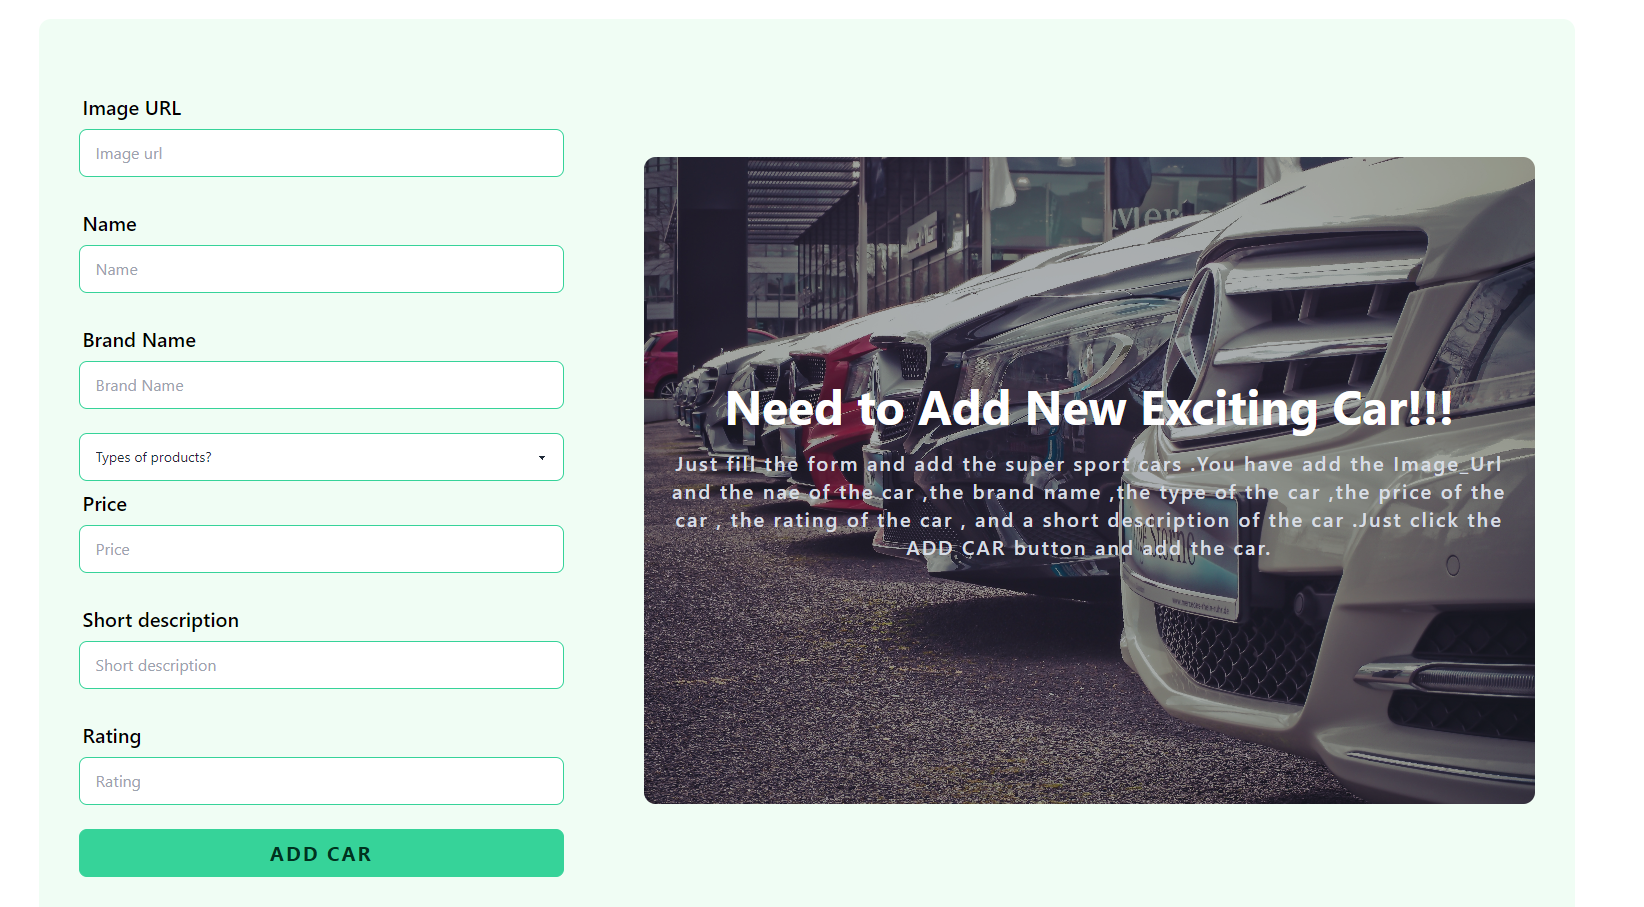 Image URL
Image url
Name
Name
Brand Name
Brand Name
Types of products?
Price
Price
Short description
Short description
Rating
Rating
ADD CAR
Need to Add New Exciting Car!!!
Just fill the form and add the super sport cars .You have add the Image_Url
and the nae of the car ,the brand name ,the type of the car ,the price of the
car , the rating of the car , and a short description of the car .Just click the
ADD CAR button and add the car.